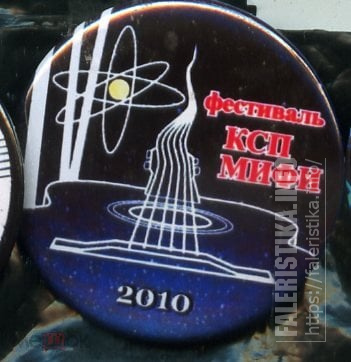 фестиваль
КСП
МИФИ
2010
FALERISTIKA.INFO
https://faleristika.info/